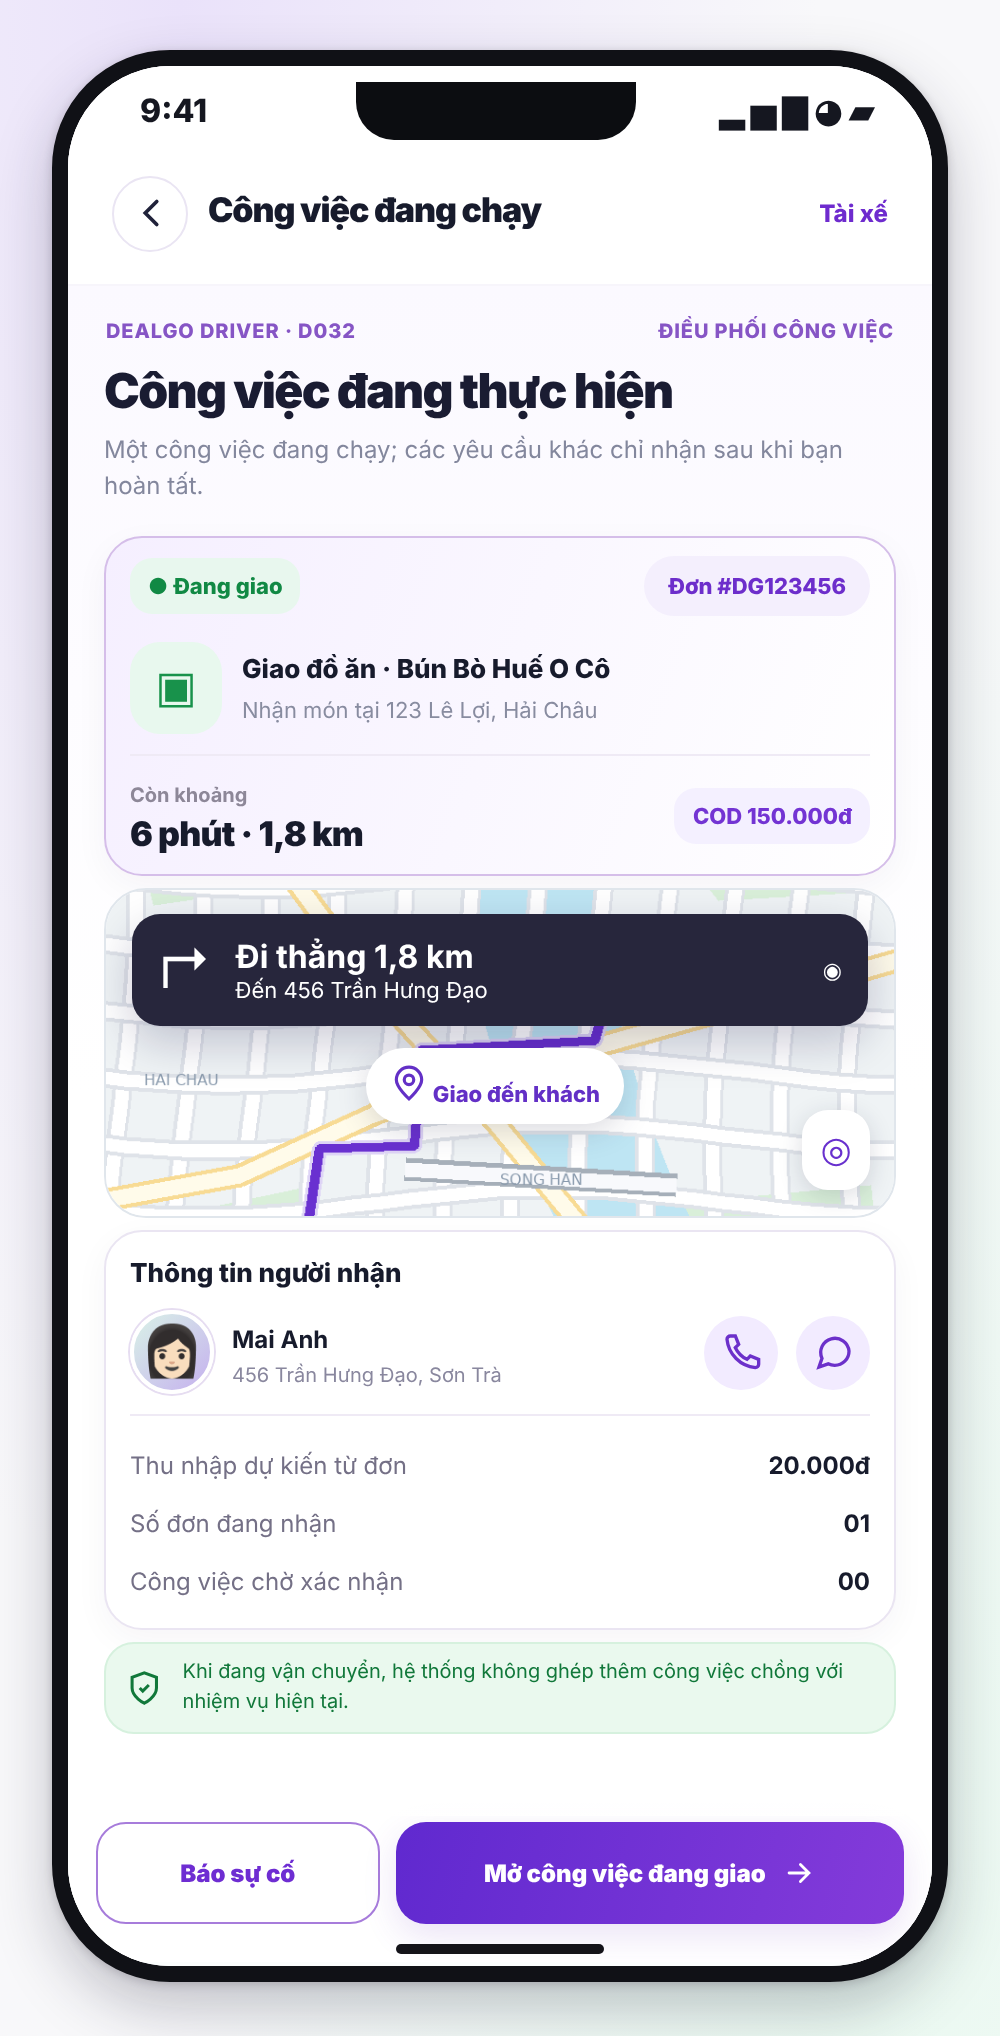 9:41
Công việc đang chạy
Tài xế
DEALGO DRIVER · D032
ĐIỀU PHỐI CÔNG VIỆC
Công việc đang thực hiện
Một công việc đang chạy; các yêu cầu khác chỉ nhận sau khi bạn
hoàn tất.
Đang giao
Đơn #DG123456
Giao đồ ăn · Bún Bò Huế O Cô
Nhận món tại 123 Lê Lợi, Hải Châu
Còn khoảng
6 phút · 1,8 km
COD 150.000đ
Đi thẳng 1,8 km
Đến 456 Trần Hưng Đạo
HAI CHAU
Giao đến khách
SONG HAN
Thông tin người nhận
Mai Anh
456 Trần Hưng Đạo, Sơn Trà
Thu nhập dự kiến từ đơn
20.000đ
Số đơn đang nhận
01
Công việc chờ xác nhận
00
Khi đang vận chuyển, hệ thống không ghép thêm công việc chồng với
nhiệm vụ hiện tại.
Báo sự cố
Mở công việc đang giao